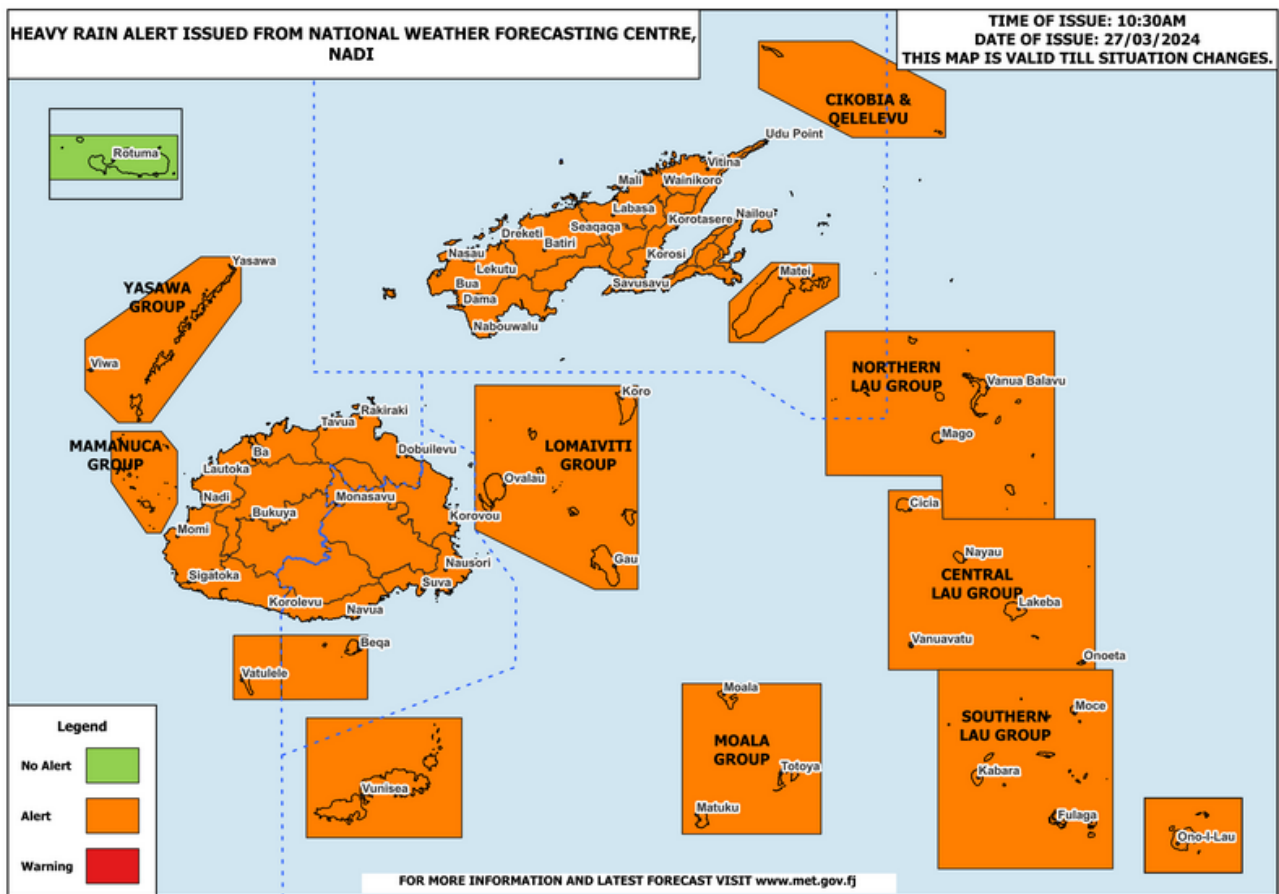 HEAVY RAIN ALERT ISSUED FROM NATIONAL WEATHER FORECASTING CENTRE,
NADI
TIME OF ISSUE: 10:30AM
DATE OF ISSUE: 27/03/2024
THIS MAP IS VALID TILL SITUATION CHANGES.
CIKOBIA &
QELELEVU
Rotuma
Udu Point
Vitina
Mali
Wainikoro
Labasa
Nailou
Korotasere
Seaqaqa
Dreketi
Batiri
Nasau
Korosi
Lekutu
Bua
Savusavu
Dama
Nabouwalu
Matei
Yasawa
YASAWA
GROUP
Viwa
MAMANUCA
GROUP
Rakiraki
Tavua
Ba
Dobuilevu
Lautoka
Nadi
Monasavu
Bukuya
Korovou
Momi
Nausori
Sigatoka
Suva
Korolevu
Navua
Koro
LOMAIVITI
GROUP
Ovalau
Gau
NORTHERN
LAU GROUP
Vanua Balavu
Mago
Cicia
Nayau
CENTRAL
LAU GROUP
Lakeba
Vanuavatu
Onoeta
Beqa
Vatulele
Vunisea
Moala
MOALA
GROUP
Totoya
Matuku
Moce
SOUTHERN
LAU GROUP
Kabara
Fulaga
Ono-I-Lau
Legend
No Alert
Alert
Warning
FOR MORE INFORMATION AND LATEST FORECAST VISIT www.met.gov.fj